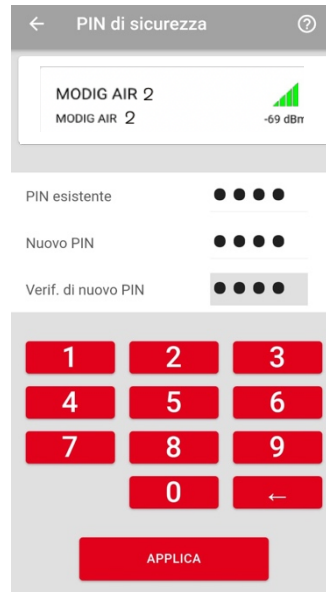 PIN di sicurezza
MODIG AIR 2
MODIG AIR 2
-69 dBm
PIN esistente
Nuovo PIN
Verif. di nuovo PIN
1 2 3
4 5 6
7 8 9
0 ←
APPLICA